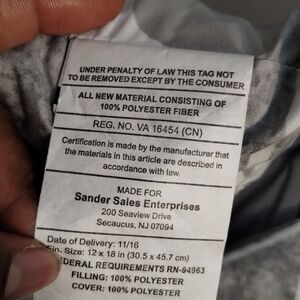 UNDER PENALTY OF LAW THIS TAG NOT
TO BE REMOVED EXCEPT BY THE CONSUMER
ALL NEW MATERIAL CONSISTING OF
100% POLYESTER FIBER
REG. NO. VA 16454 (CN)
Certification is made by the manufacturer that
the materials in this article are described in
accordance with law.
MADE FOR
Sander Sales Enterprises
200 Seaview Drive
Secaucus, NJ 07094
Date of Delivery: 11/16
Size: 12 x 18 in (30.5 x 45.7 cm)
FEDERAL REQUIREMENTS RN-94963
FILLING: 100% POLYESTER
COVER: 100% POLYESTER